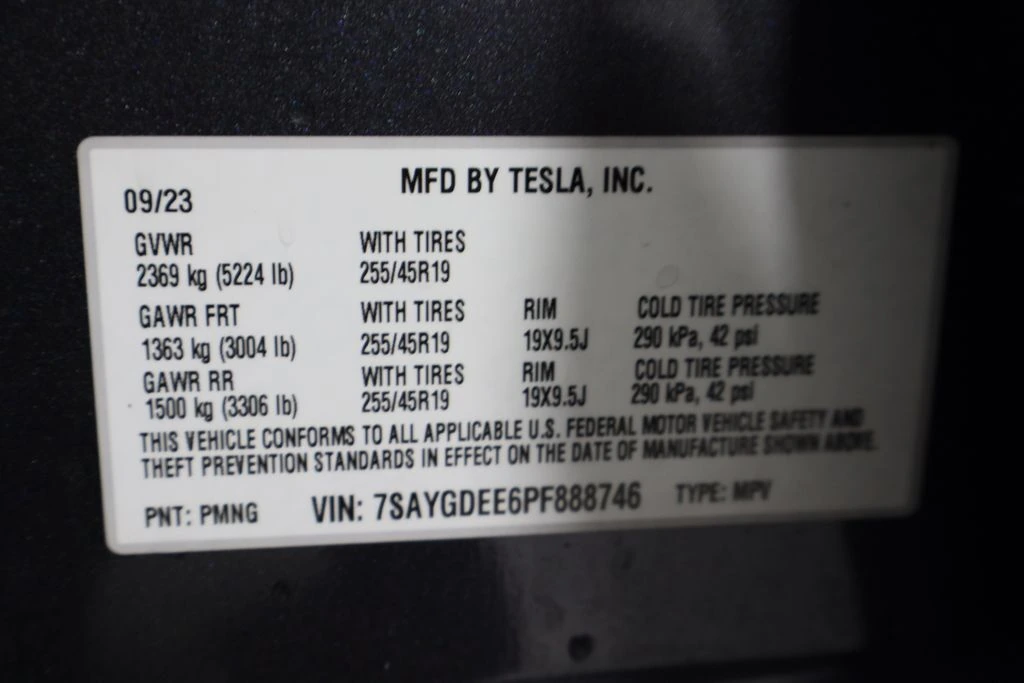 MFD BY TESLA, INC.
09/23
GVWR WITH TIRES
2369 kg (5224 lb) 255/45R19
GAWR FRT WITH TIRES RIM COLD TIRE PRESSURE
1363 kg (3004 lb) 255/45R19 19X9.5J 290 kPa, 42 psi
GAWR RR WITH TIRES RIM COLD TIRE PRESSURE
1500 kg (3306 lb) 255/45R19 19X9.5J 290 kPa, 42 psi
THIS VEHICLE CONFORMS TO ALL APPLICABLE U.S. FEDERAL MOTOR VEHICLE SAFETY AND
THEFT PREVENTION STANDARDS IN EFFECT ON THE DATE OF MANUFACTURE SHOWN ABOVE.
PNT: PMNG VIN: 7SAYGDEE6PF888746 TYPE: MPV